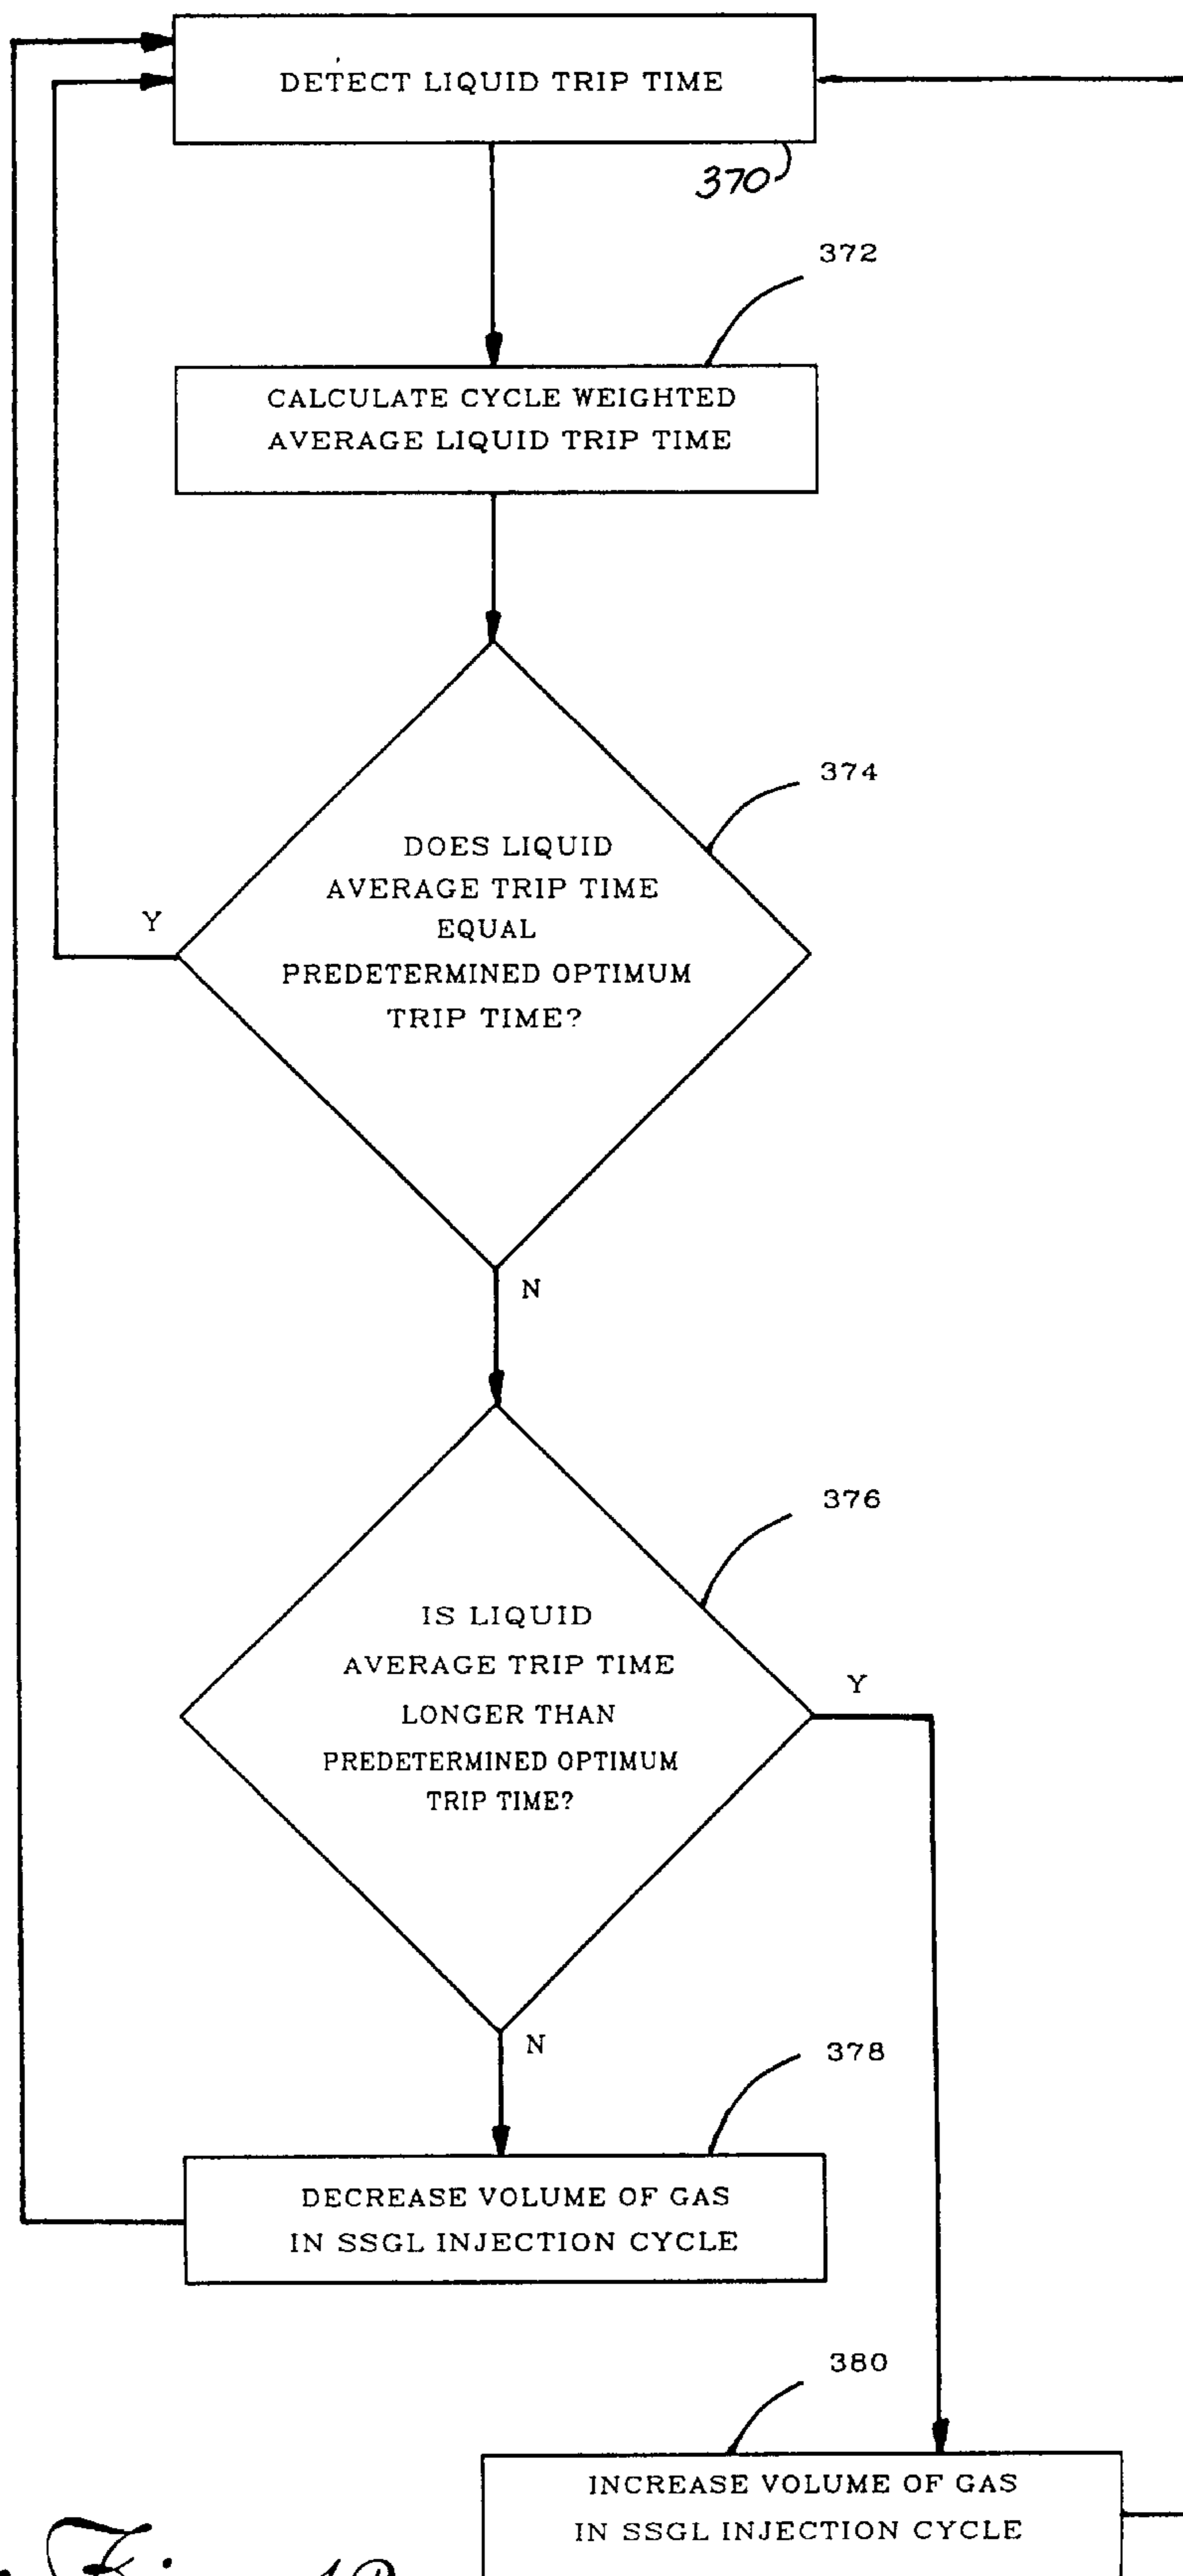 DETECT LIQUID TRIP TIME
370
372
CALCULATE CYCLE WEIGHTED
AVERAGE LIQUID TRIP TIME
374
DOES LIQUID
AVERAGE TRIP TIME
EQUAL
PREDETERMINED OPTIMUM
TRIP TIME?
Y
N
376
IS LIQUID
AVERAGE TRIP TIME
LONGER THAN
PREDETERMINED OPTIMUM
TRIP TIME?
Y
N
378
DECREASE VOLUME OF GAS
IN SSGL INJECTION CYCLE
380
INCREASE VOLUME OF GAS
IN SSGL INJECTION CYCLE